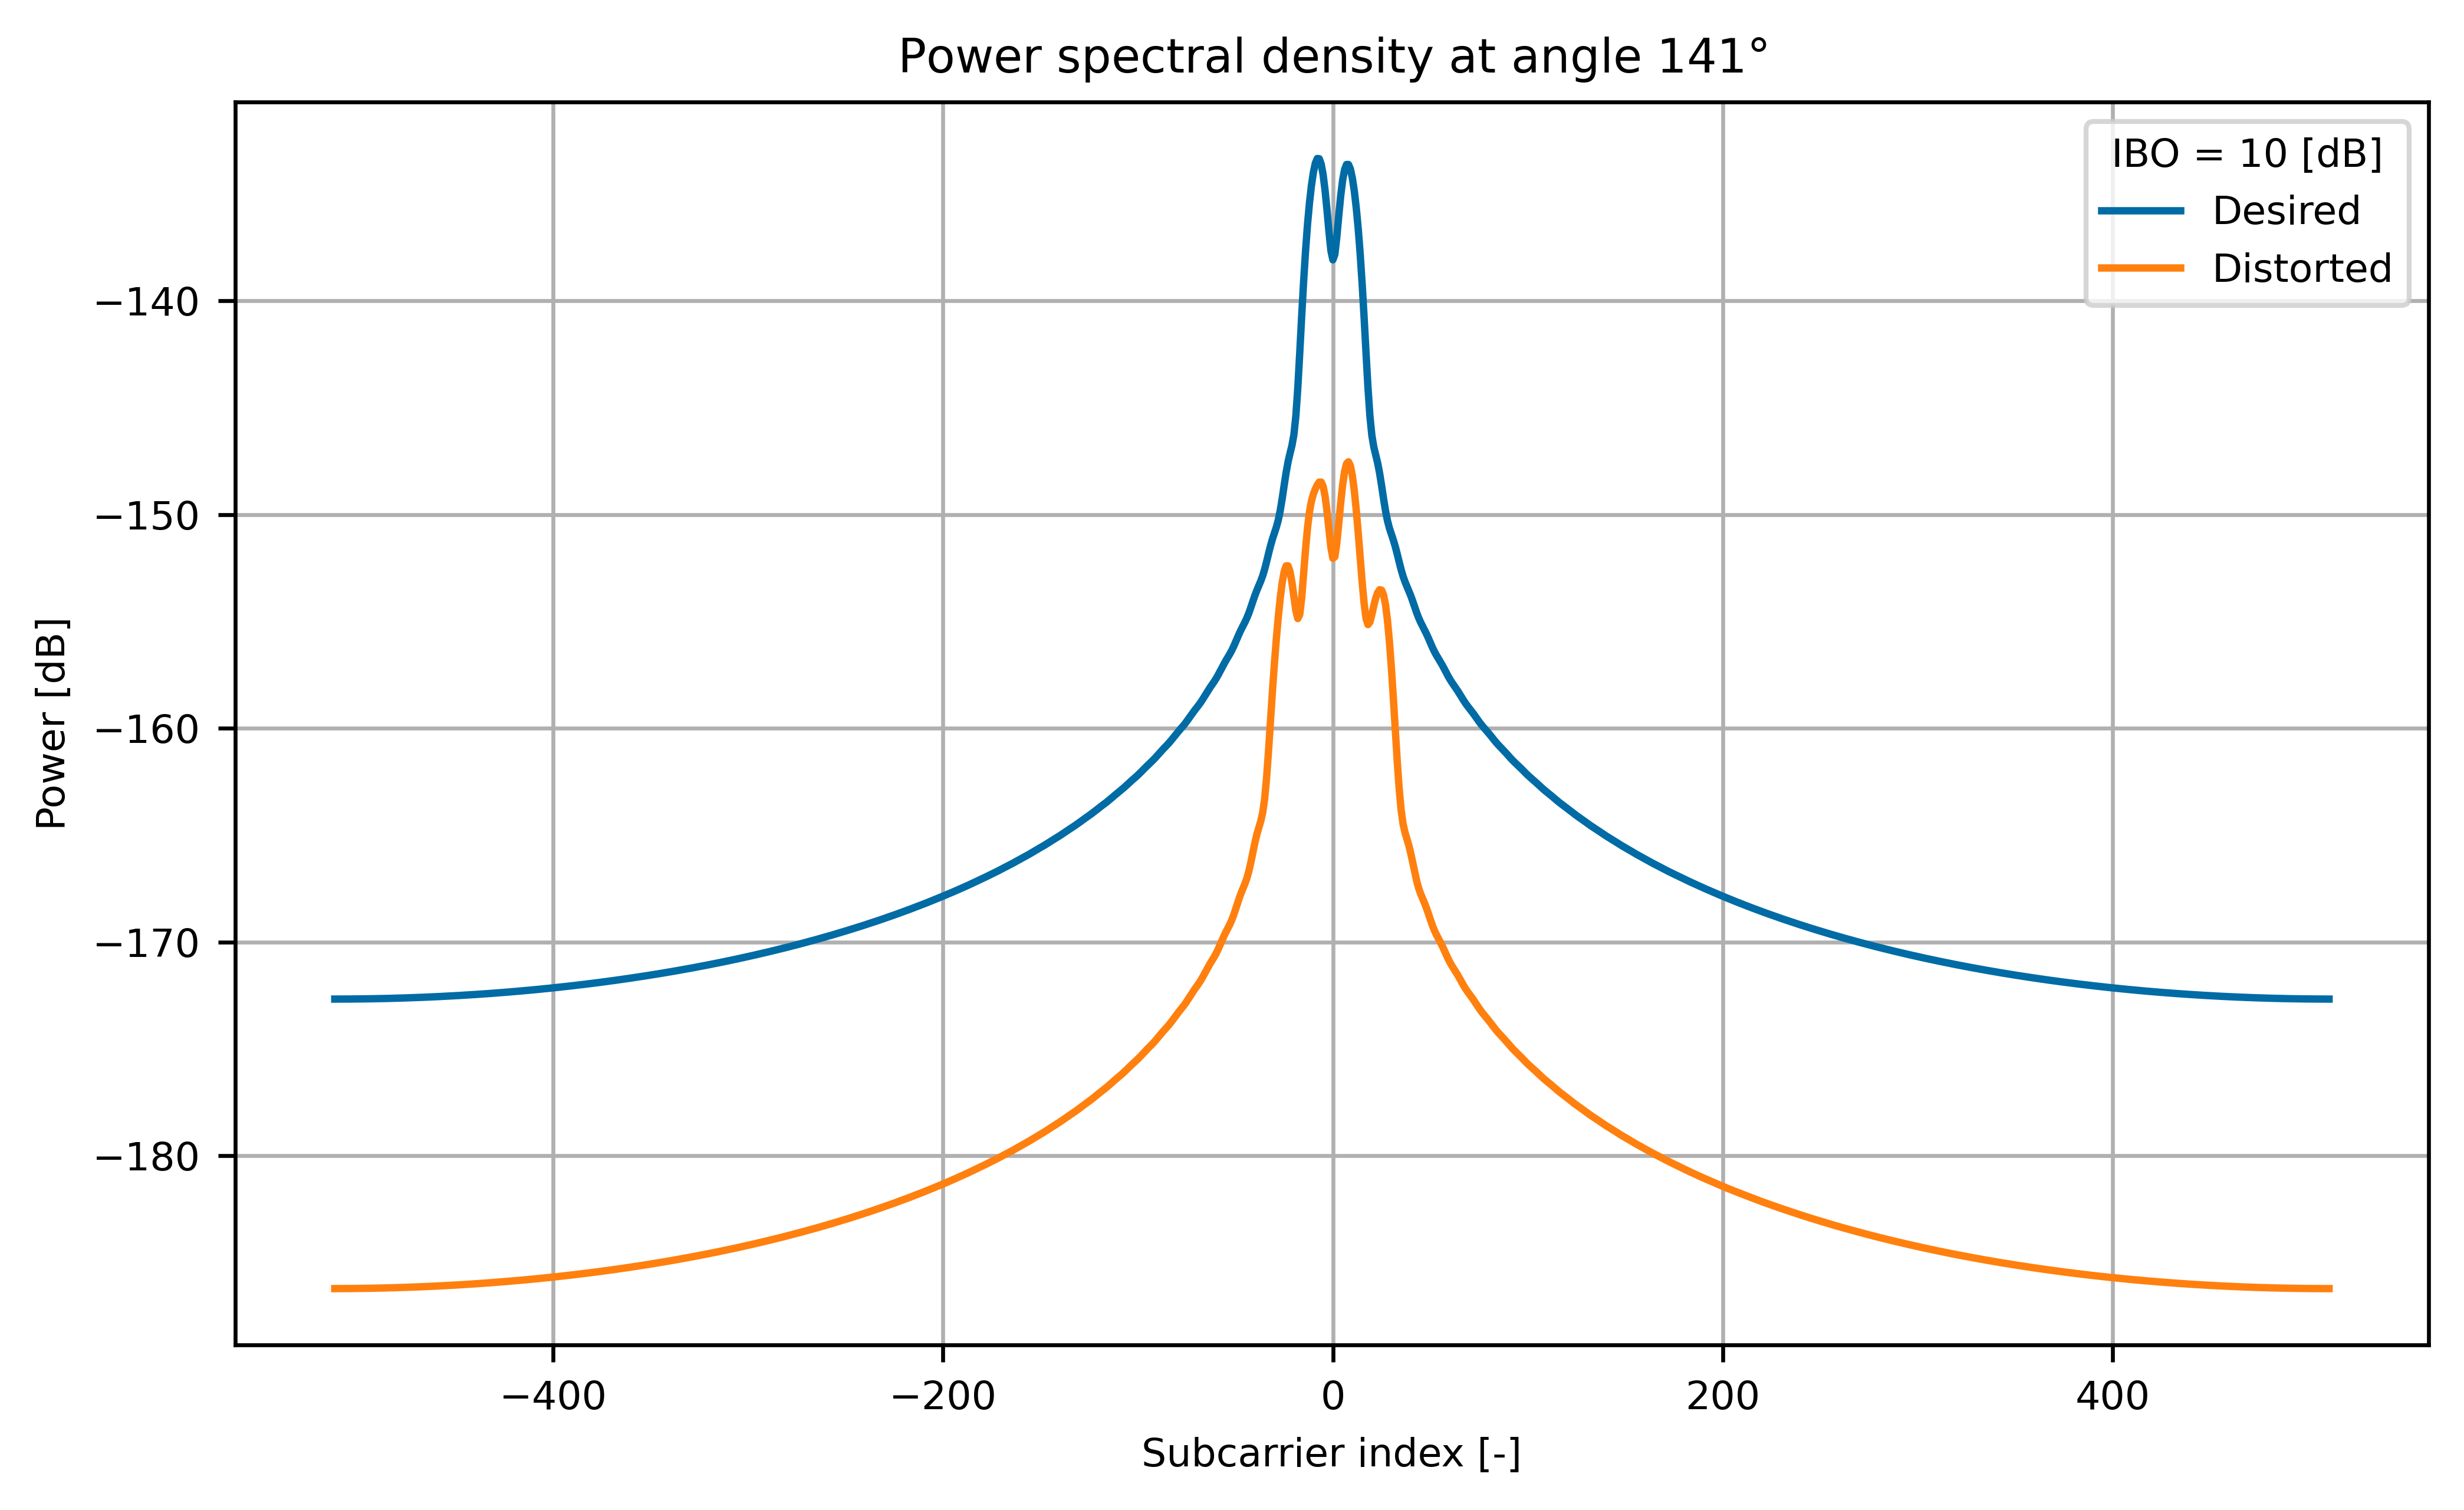 Power spectral density at angle 141°
IBO = 10 [dB]
Desired
Distorted
Power [dB]
−140
−150
−160
−170
−180
−400
−200
0
200
400
Subcarrier index [-]